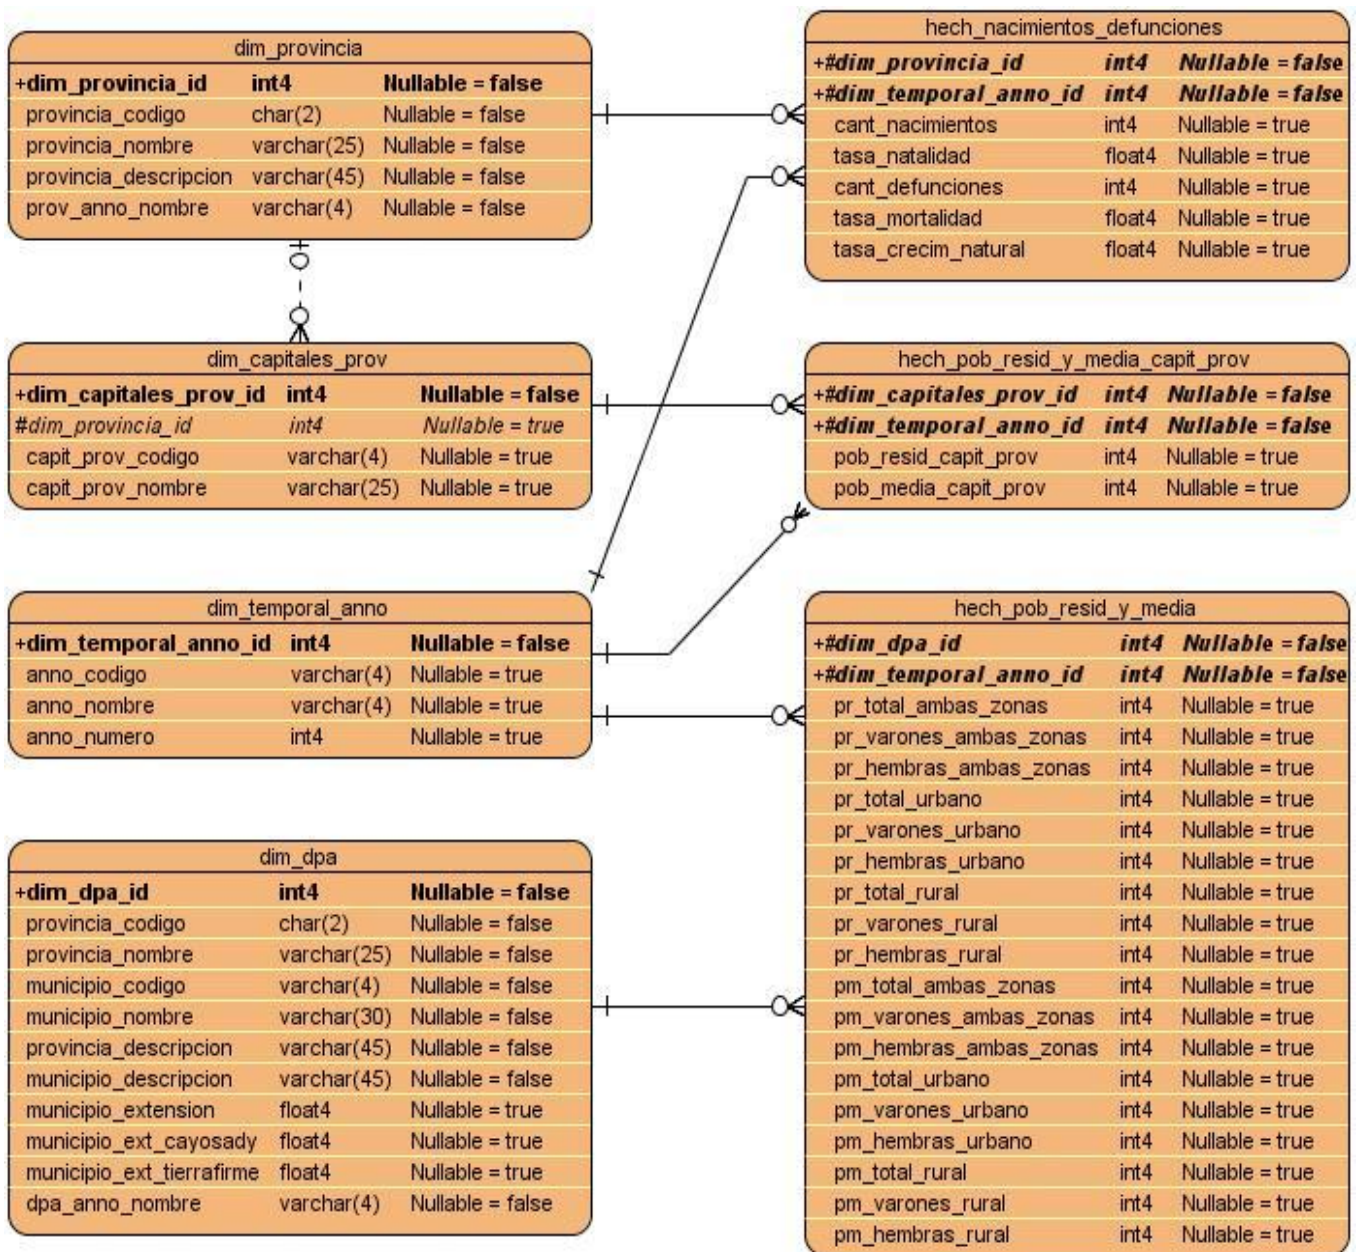 dim_provincia
+dim_provincia_id int4 Nullable = false
provincia_codigo char(2) Nullable = false
provincia_nombre varchar(25) Nullable = false
provincia_descripcion varchar(45) Nullable = false
prov_anno_nombre varchar(4) Nullable = false
dim_capitales_prov
+dim_capitales_prov_id int4 Nullable = false
#dim_provincia_id int4 Nullable = true
capit_prov_codigo varchar(4) Nullable = true
capit_prov_nombre varchar(25) Nullable = true
dim_temporal_anno
+dim_temporal_anno_id int4 Nullable = false
anno_codigo varchar(4) Nullable = true
anno_nombre varchar(4) Nullable = true
anno_numero int4 Nullable = true
dim_dpa
+dim_dpa_id int4 Nullable = false
provincia_codigo char(2) Nullable = false
provincia_nombre varchar(25) Nullable = false
municipio_codigo varchar(4) Nullable = false
municipio_nombre varchar(30) Nullable = false
provincia_descripcion varchar(45) Nullable = false
municipio_descripcion varchar(45) Nullable = false
municipio_extension float4 Nullable = true
municipio_ext_cayosady float4 Nullable = true
municipio_ext_tierrafirme float4 Nullable = true
dpa_anno_nombre varchar(4) Nullable = false
hech_nacimientos_defunciones
+#dim_provincia_id int4 Nullable = false
+#dim_temporal_anno_id int4 Nullable = false
cant_nacimientos int4 Nullable = true
tasa_natalidad float4 Nullable = true
cant_defunciones int4 Nullable = true
tasa_mortalidad float4 Nullable = true
tasa_crecim_natural float4 Nullable = true
hech_pob_resid_y_media_capit_prov
+#dim_capitales_prov_id int4 Nullable = false
+#dim_temporal_anno_id int4 Nullable = false
pob_resid_capit_prov int4 Nullable = true
pob_media_capit_prov int4 Nullable = true
hech_pob_resid_y_media
+#dim_dpa_id int4 Nullable = false
+#dim_temporal_anno_id int4 Nullable = false
pr_total_ambas_zonas int4 Nullable = true
pr_varones_ambas_zonas int4 Nullable = true
pr_hembras_ambas_zonas int4 Nullable = true
pr_total_urbano int4 Nullable = true
pr_varones_urbano int4 Nullable = true
pr_hembras_urbano int4 Nullable = true
pr_total_rural int4 Nullable = true
pr_varones_rural int4 Nullable = true
pr_hembras_rural int4 Nullable = true
pm_total_ambas_zonas int4 Nullable = true
pm_varones_ambas_zonas int4 Nullable = true
pm_hembras_ambas_zonas int4 Nullable = true
pm_total_urbano int4 Nullable = true
pm_varones_urbano int4 Nullable = true
pm_hembras_urbano int4 Nullable = true
pm_total_rural int4 Nullable = true
pm_varones_rural int4 Nullable = true
pm_hembras_rural int4 Nullable = true